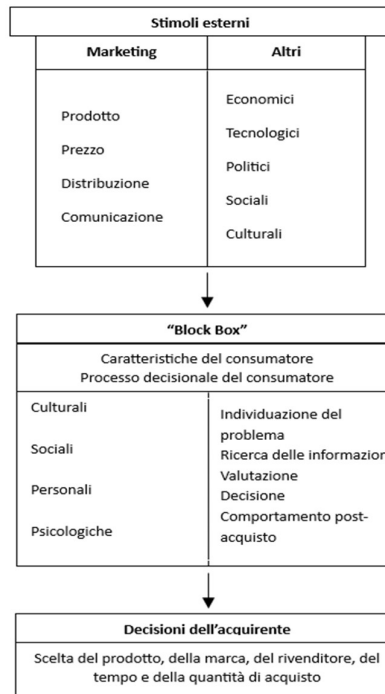 Stimoli esterni
Marketing
Altri
Prodotto
Prezzo
Distribuzione
Comunicazione
Economici
Tecnologici
Politici
Sociali
Culturali
“Block Box”
Caratteristiche del consumatore
Processo decisionale del consumatore
Culturali
Sociali
Personali
Psicologiche
Individuazione del
problema
Ricerca delle informazion
Valutazione
Decisione
Comportamento post-
acquisto
Decisioni dell’acquirente
Scelta del prodotto, della marca, del rivenditore, del
tempo e della quantità di acquisto